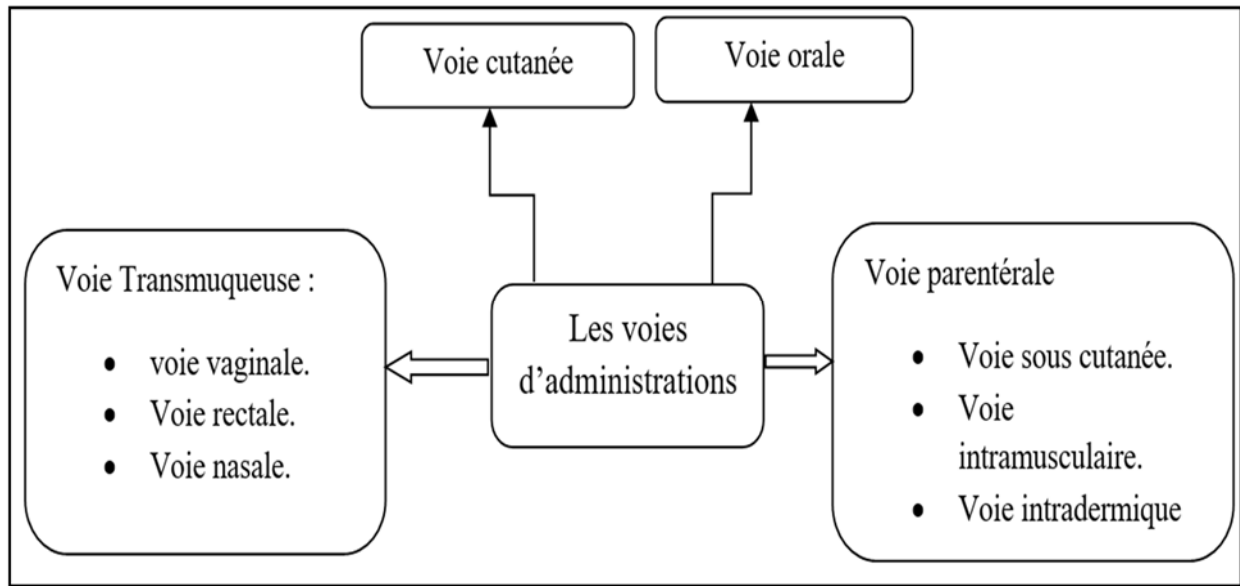 Voie cutanée
Voie orale
Voie Transmuqueuse :
• voie vaginale.
• Voie rectale.
• Voie nasale.
Les voies
d’administrations
Voie parentérale
• Voie sous cutanée.
• Voie
intramusculaire.
• Voie intradermique